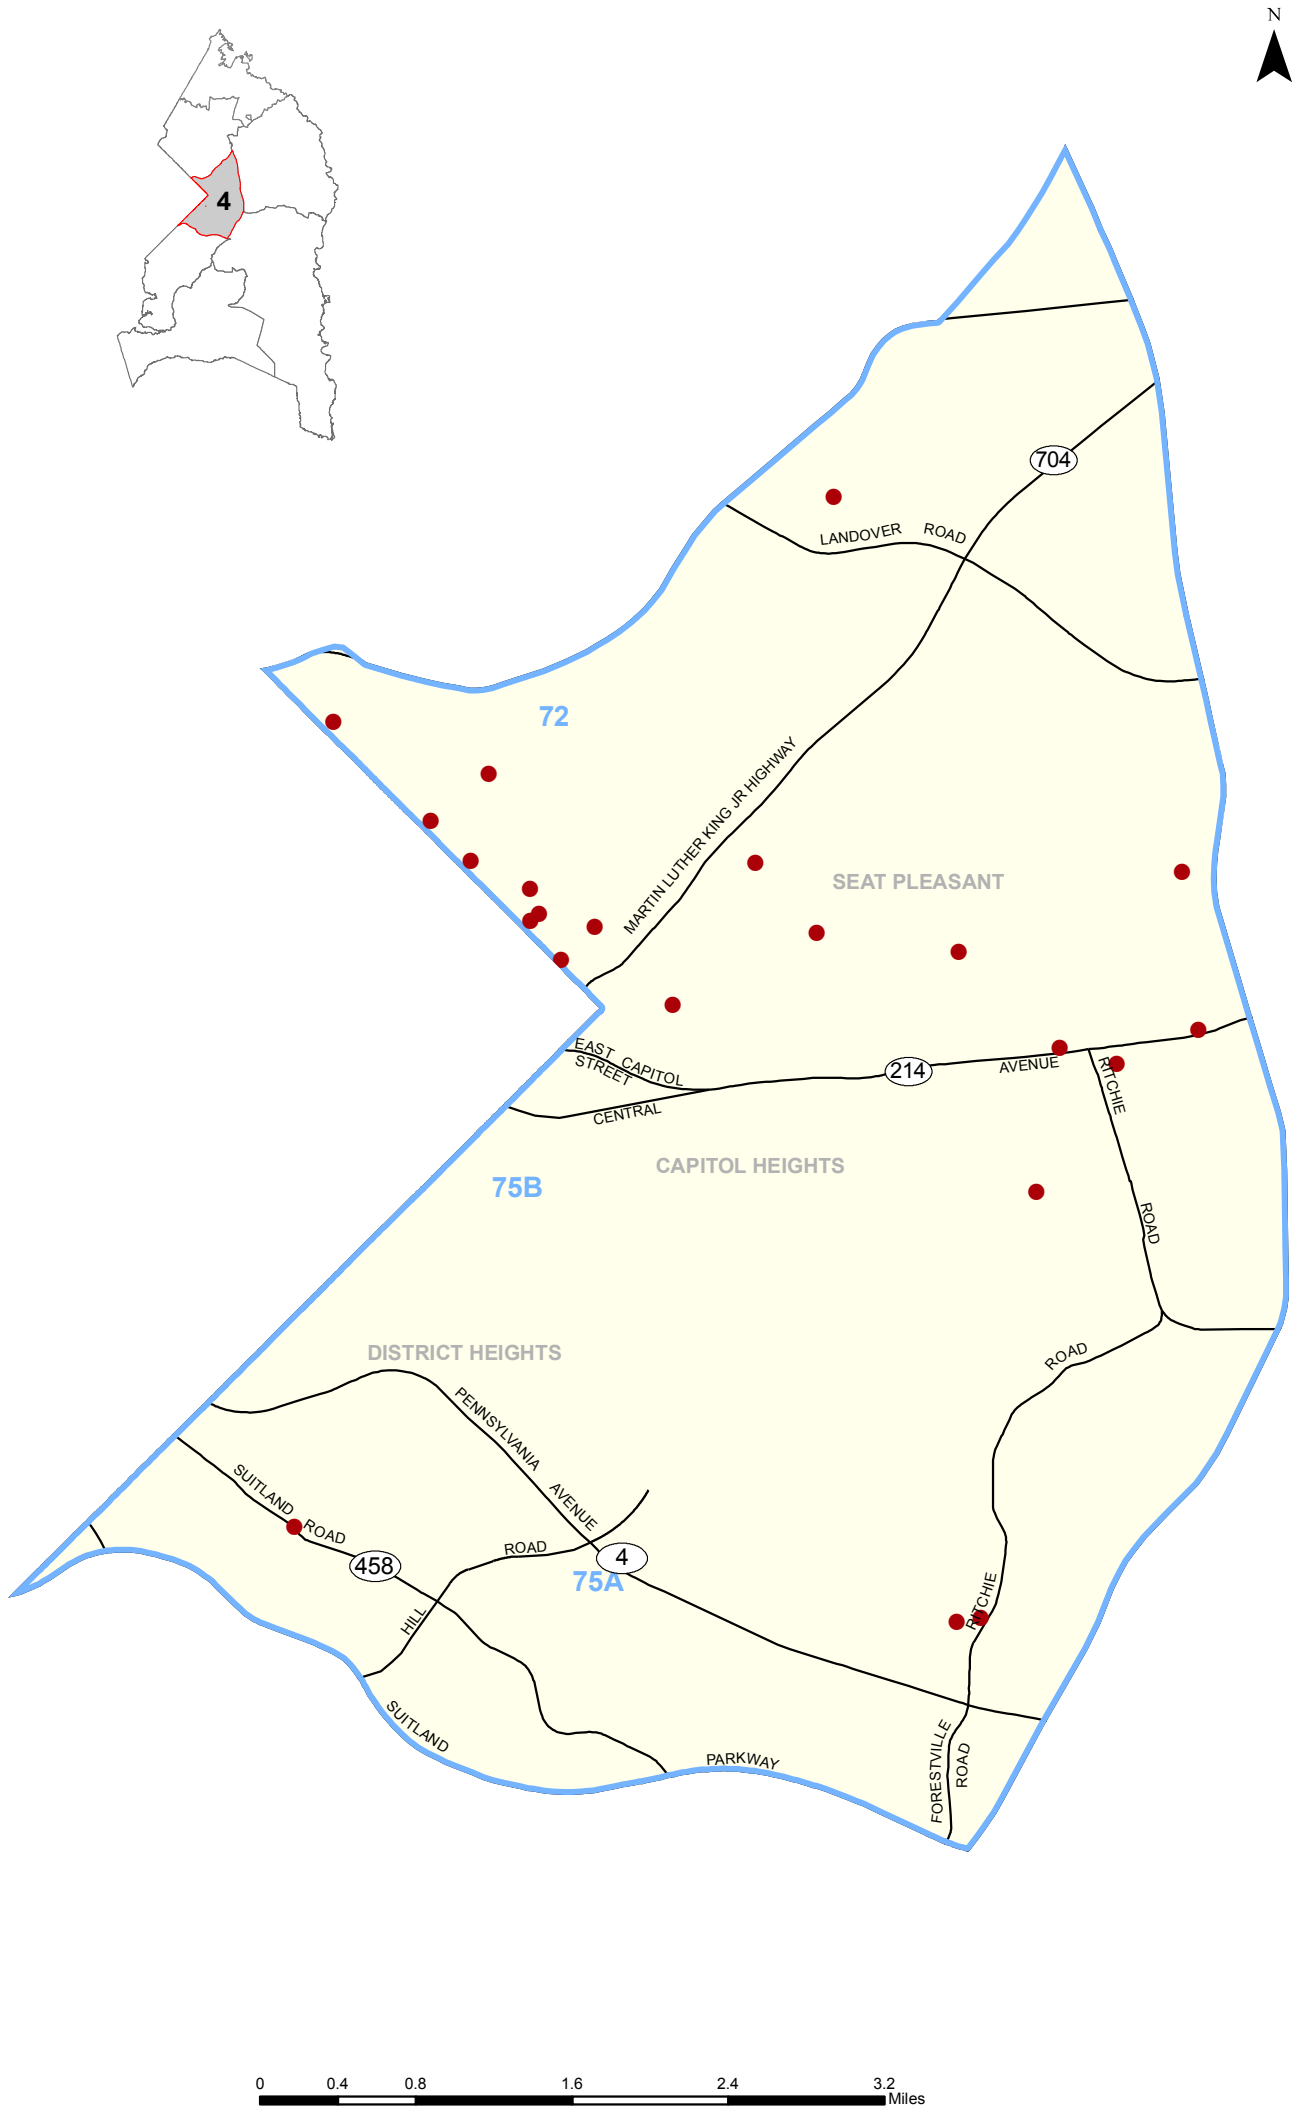 N
4
704
LANDOVER ROAD
72
MARTIN LUTHER KING JR HIGHWAY
SEAT PLEASANT
EAST CAPITOL
STREET
214
AVENUE
RITCHIE
CENTRAL
CAPITOL HEIGHTS
75B
ROAD
DISTRICT HEIGHTS
ROAD
PENNSYLVANIA
AVENUE
SUITLAND
ROAD
ROAD
4
458
75A
HILL
RITCHIE
SUITLAND
PARKWAY
FORESTVILLE
ROAD
0 0.4 0.8 1.6 2.4 3.2
Miles